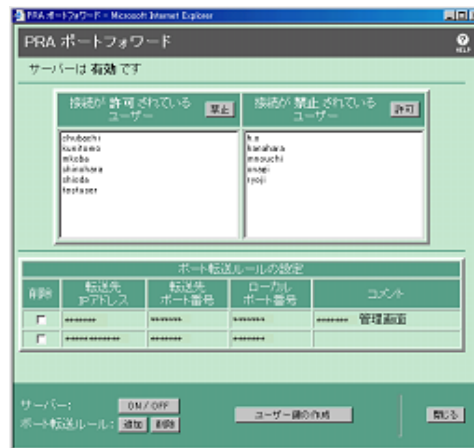 PRA ポートフォワード - Microsoft Internet Explorer
PRA ポートフォワード
HELP
サーバーは 有効 です
接続が 許可 されている
ユーザー
禁止
接続が 禁止 されている
ユーザー
許可
chubachi
kunitomo
mkoba
shinohara
shioda
testuser
h.o
kanahara
mnouchi
onagi
ryoji
ポート転送ルールの設定
削除
転送先
IPアドレス
転送先
ポート番号
ローカル
ポート番号
コメント
******* ******* ******* ******* 管理画面
サーバー:
ON / OFF
ポート転送ルール:
追加
削除
ユーザー鍵の作成
閉じる